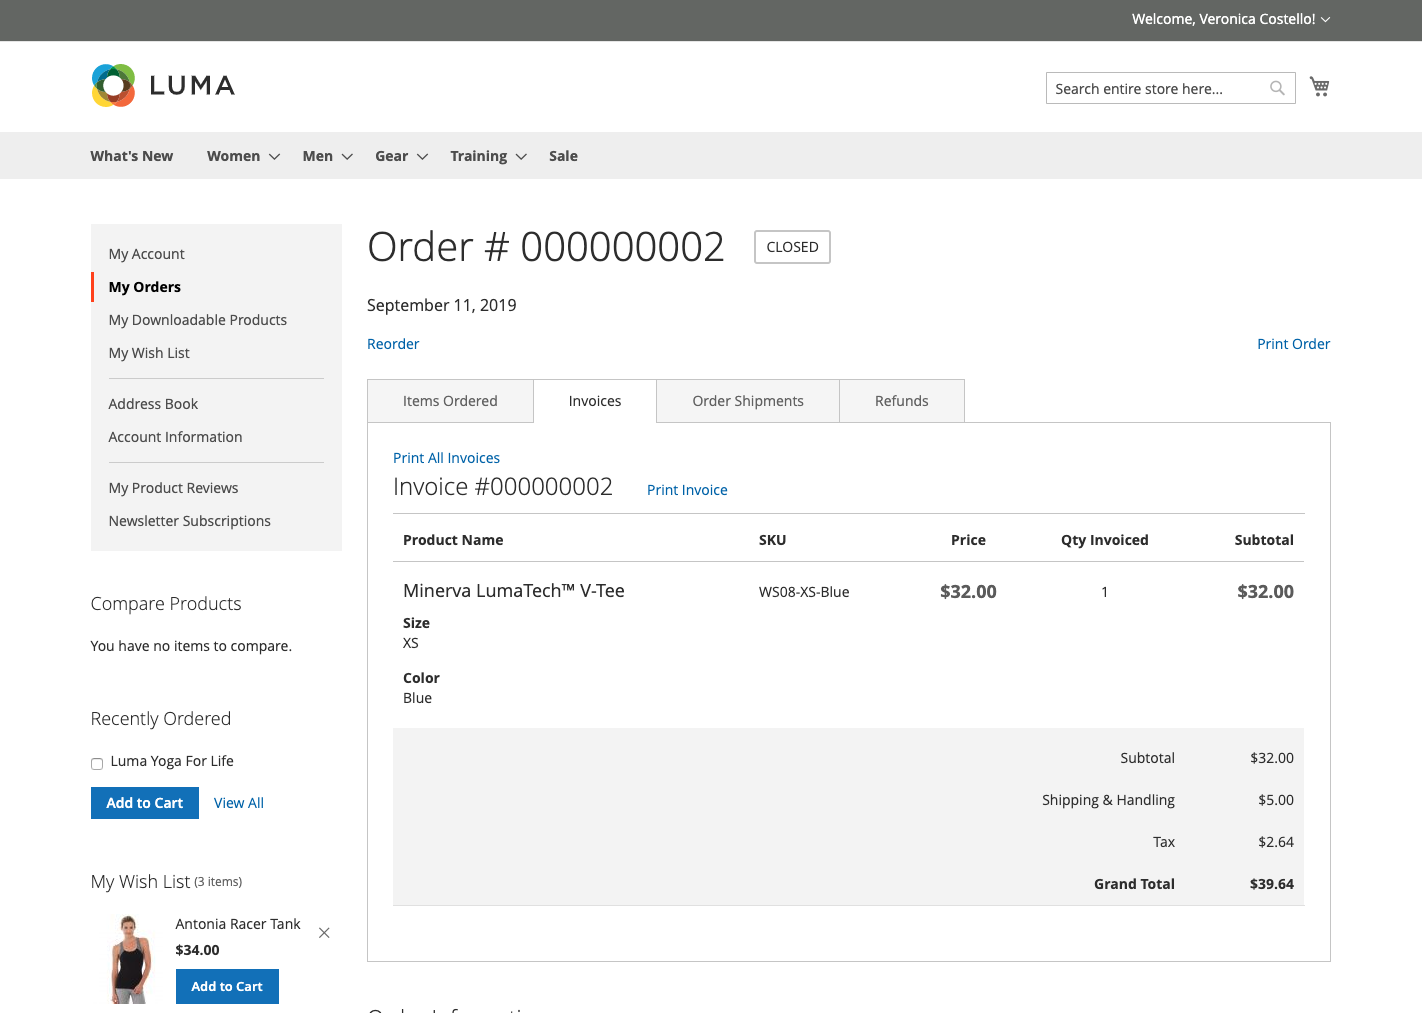 Welcome, Veronica Costello!
LUMA
Search entire store here...
What's New Women Men Gear Training Sale
My Account
My Orders
My Downloadable Products
My Wish List
Address Book
Account Information
My Product Reviews
Newsletter Subscriptions
Compare Products
You have no items to compare.
Recently Ordered
Luma Yoga For Life
Add to Cart View All
My Wish List (3 items)
Antonia Racer Tank
$34.00
Add to Cart
Order # 000000002 CLOSED
September 11, 2019
Reorder Print Order
Items Ordered Invoices Order Shipments Refunds
Print All Invoices
Invoice #000000002 Print Invoice
Product Name SKU Price Qty Invoiced Subtotal
Minerva LumaTech™ V-Tee WS08-XS-Blue $32.00 1 $32.00
Size
XS
Color
Blue
Subtotal $32.00
Shipping & Handling $5.00
Tax $2.64
Grand Total $39.64